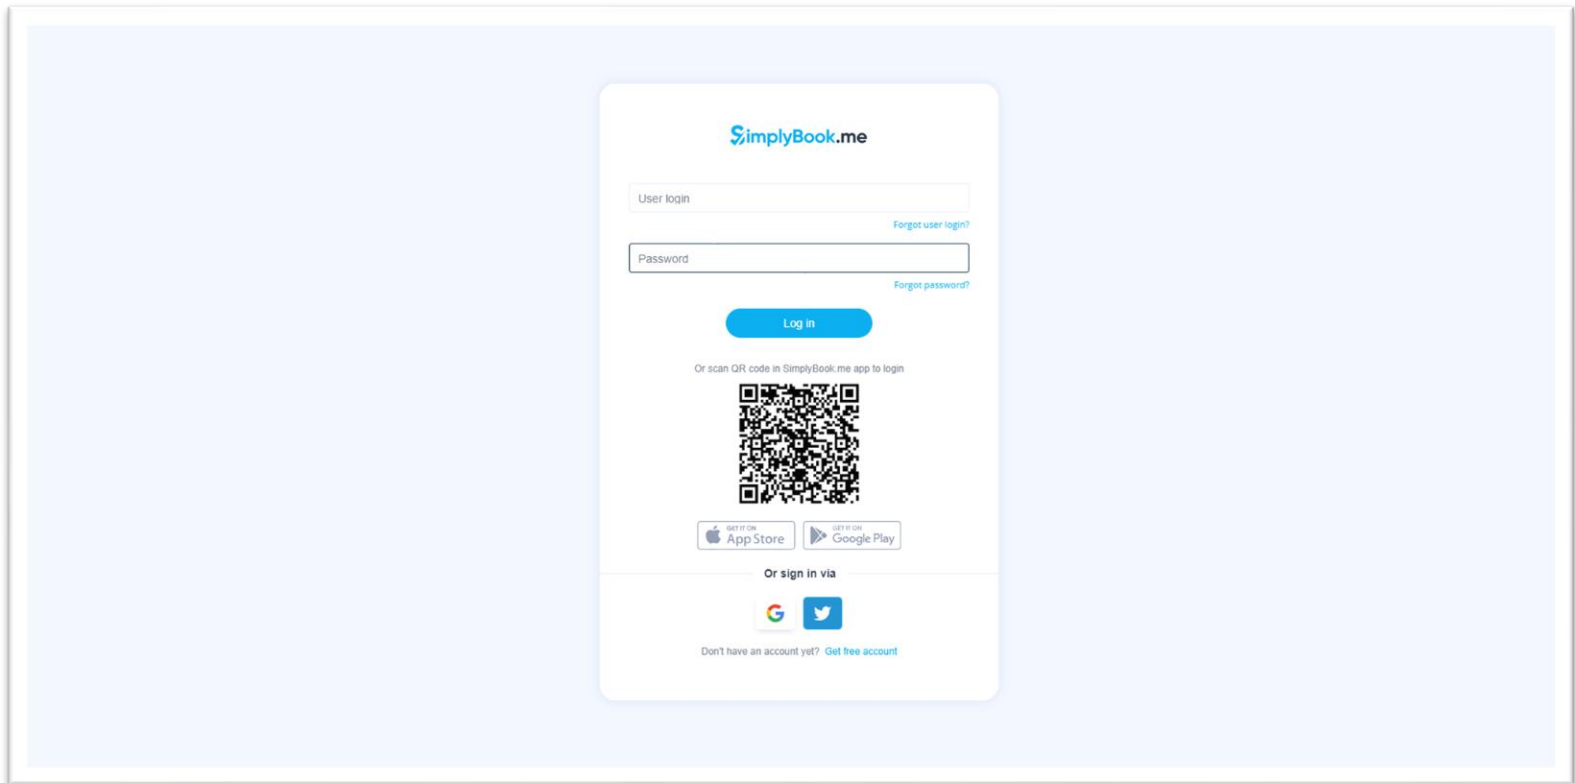 SimplyBook.me
User login
Forgot user login?
Password
Forgot password?
Log in
Or scan QR code in SimplyBook.me app to login
GET IT ON
App Store
GET IT ON
Google Play
Or sign in via
Don't have an account yet? Get free account